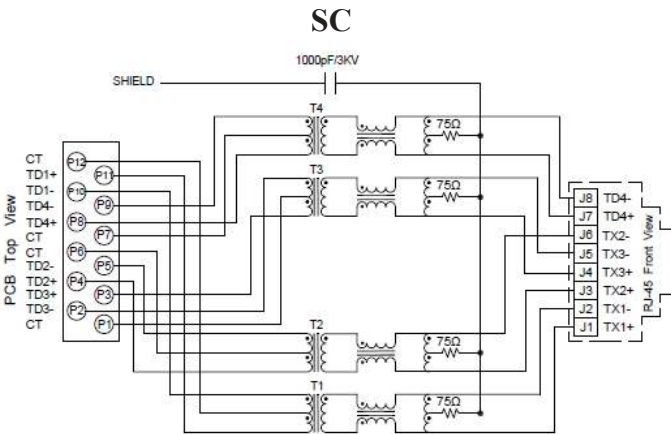 SC
1000pF/3KV
SHIELD
T4
75Ω
T3
75Ω
T2
75Ω
T1
75Ω
PCB Top View
CT P12
TD1+ P11
TD1- P10
TD4- P9
TD4+ P8
CT P7
CT P6
TD2- P5
TD2+ P4
TD3+ P3
TD3- P2
CT P1
J8 TD4-
J7 TD4+
J6 TX2-
J5 TX3-
J4 TX3+
J3 TX2+
J2 TX1-
J1 TX1+
RJ-45 Front View